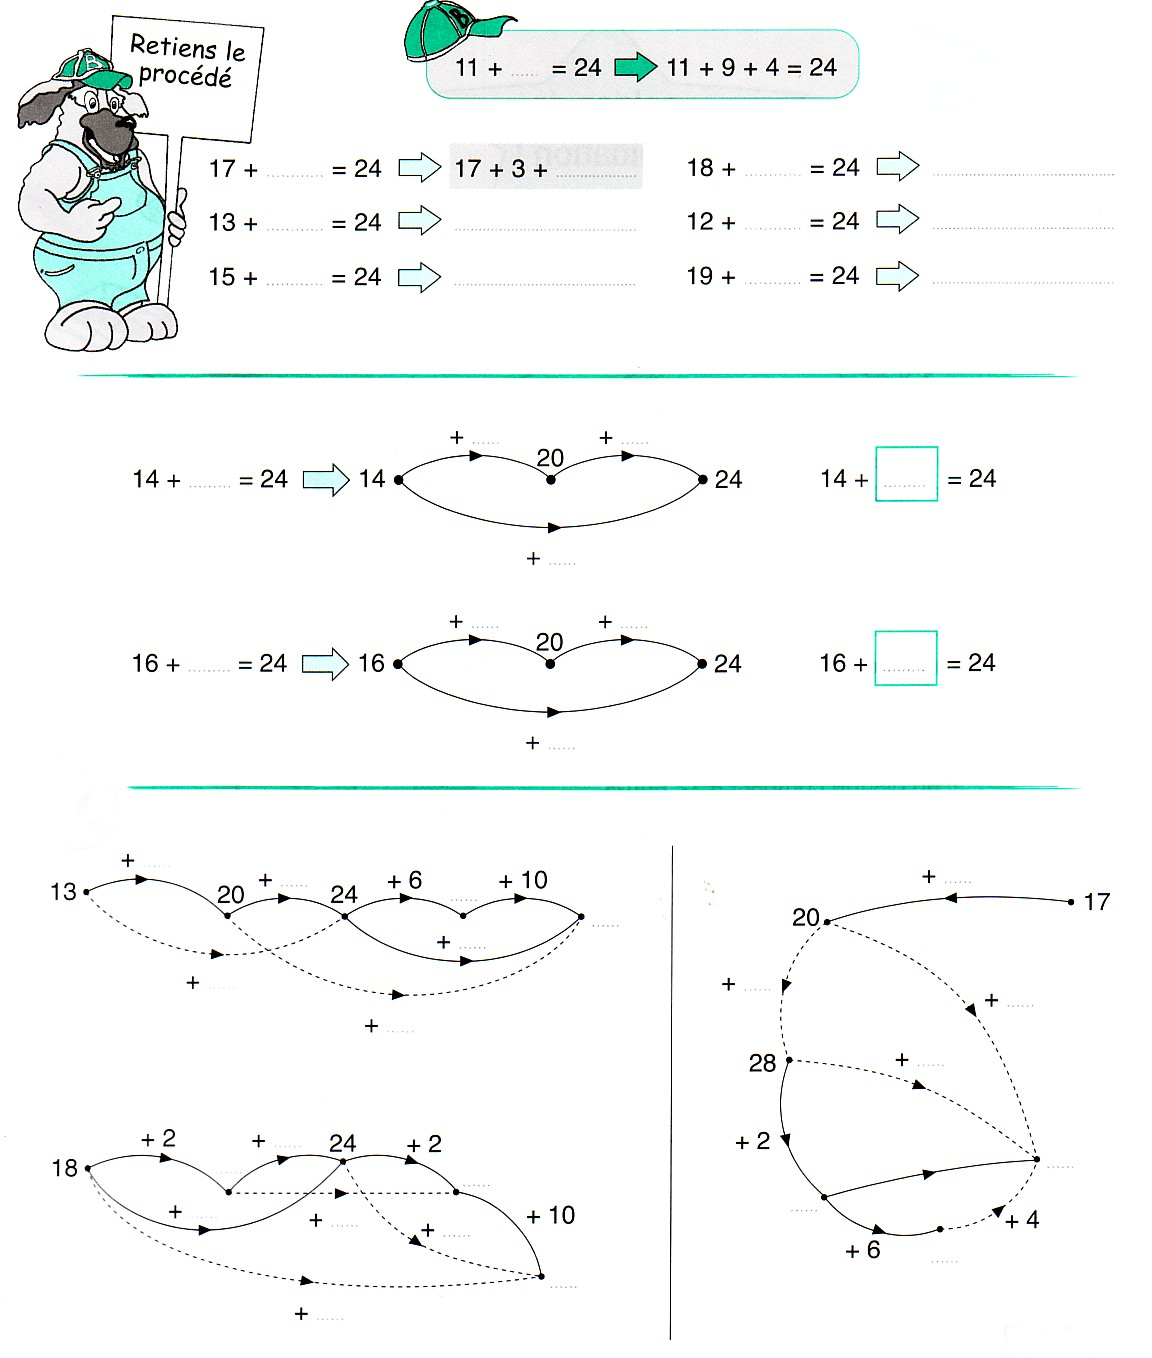 Retiens le
procédé
B
B
11 + ...... = 24 11 + 9 + 4 = 24
17 + .......... = 24 17 + 3 + ...............
18 + .......... = 24 ..............................
13 + .......... = 24 ..............................
12 + .......... = 24 ..............................
15 + .......... = 24 ..............................
19 + .......... = 24 ..............................
+ ...... + ......
20
14 + ........ = 24 14 24 14 + ........ = 24
+ ......
+ ...... + ......
20
16 + ........ = 24 16 24 16 + ........ = 24
+ ......
+ ......
13 20 + ...... 24 + 6 ...... + 10 ......
+ ......
+ ......
+ ......
+ 2 + ...... 24 + 2
18 ...... ......
+ ...... + ...... + ...... + 10
......
+ ......
+ ...... 17
20
+ ...... + ......
28 + ......
+ 2 ......
...... + 4
+ 6 ......